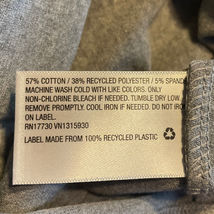 57% COTTON / 38% RECYCLED POLYESTER / 5% SPAND
MACHINE WASH COLD WITH LIKE COLORS. ONLY
NON-CHLORINE BLEACH IF NEEDED. TUMBLE DRY LOW.
REMOVE PROMPTLY. COOL IRON IF NEEDED. DO NOT
ON LABEL.
RN17730 VN1315930
LABEL MADE FROM 100% RECYCLED PLASTIC